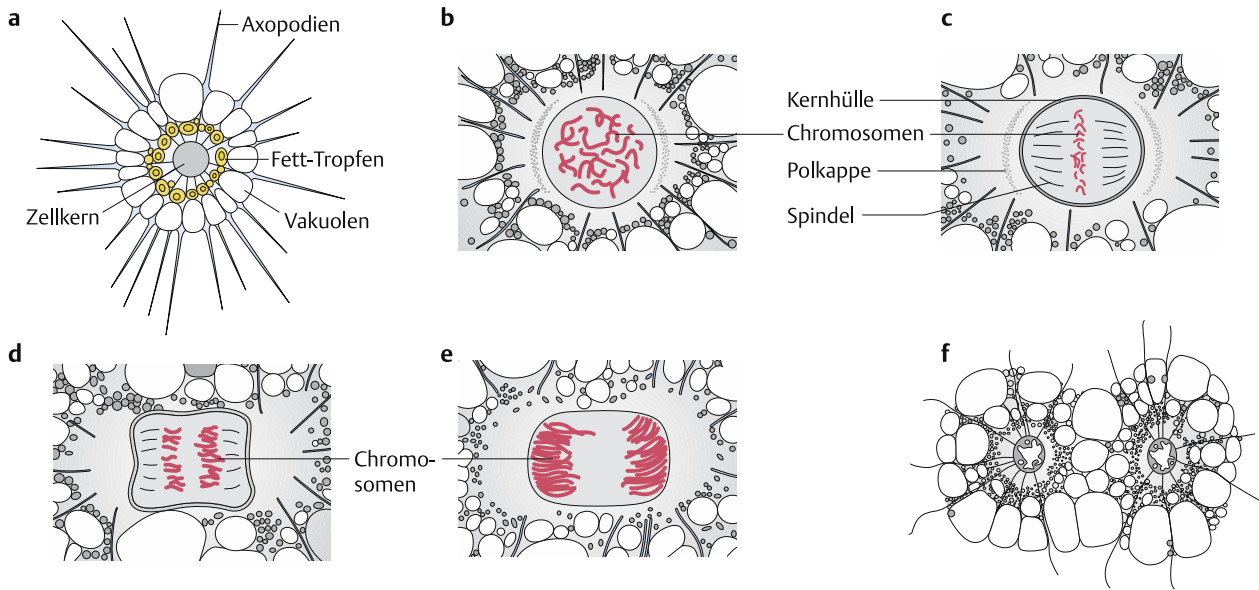 a
Axopodien
Fett-Tropfen
Zellkern
Vakuolen
b
c
Kernhülle
Chromosomen
Polkappe
Spindel
d
e
Chromo-
somen
f